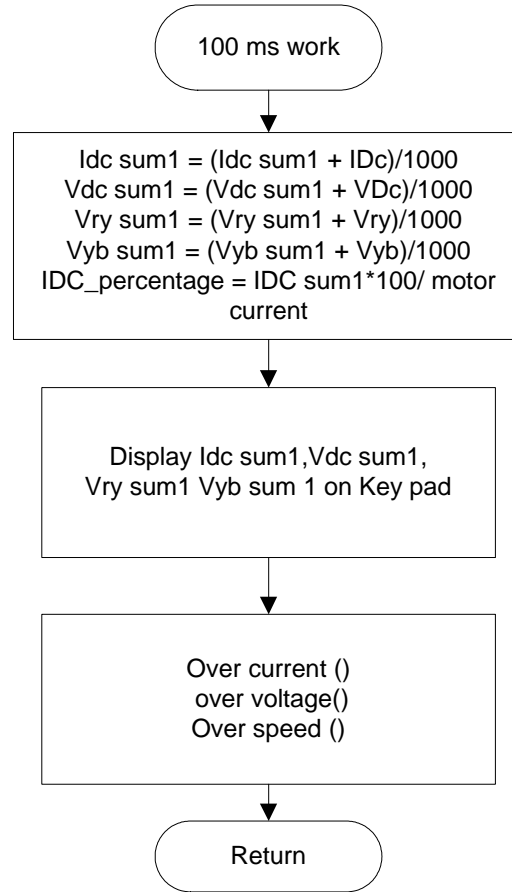 100 ms work
Idc sum1 = (Idc sum1 + IDc)/1000
Vdc sum1 = (Vdc sum1 + VDc)/1000
Vry sum1 = (Vry sum1 + Vry)/1000
Vyb sum1 = (Vyb sum1 + Vyb)/1000
IDC_percentage = IDC sum1*100/ motor
current
Display Idc sum1,Vdc sum1,
Vry sum1 Vyb sum 1 on Key pad
Over current ()
over voltage()
Over speed ()
Return